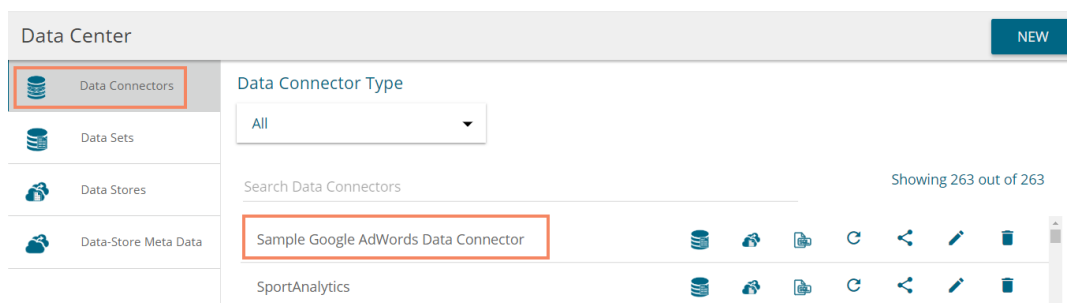 Data Center
NEW
Data Connectors
Data Sets
Data Stores
Data-Store Meta Data
Data Connector Type
All
Search Data Connectors
Showing 263 out of 263
Sample Google AdWords Data Connector
SportAnalytics